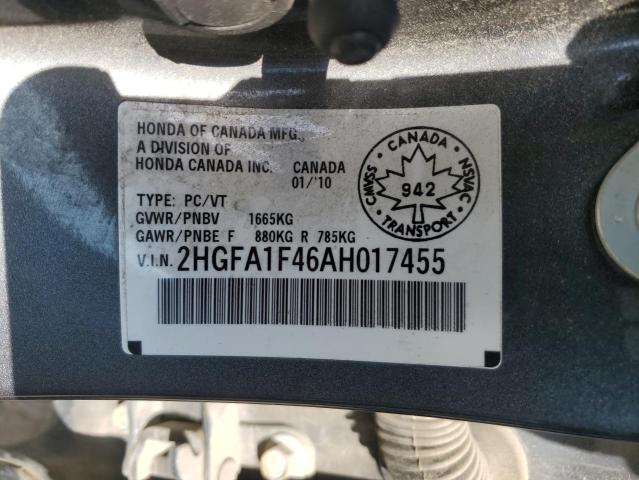 HONDA OF CANADA MFG.
A DIVISION OF
HONDA CANADA INC. CANADA
01/'10
TYPE: PC/VT
GVWR/PNBV 1665KG
GAWR/PNBE F 880KG R 785KG
V.I.N. 2HGFA1F46AH017455
CANADA
CMVSS
942
NSVAC
TRANSPORT